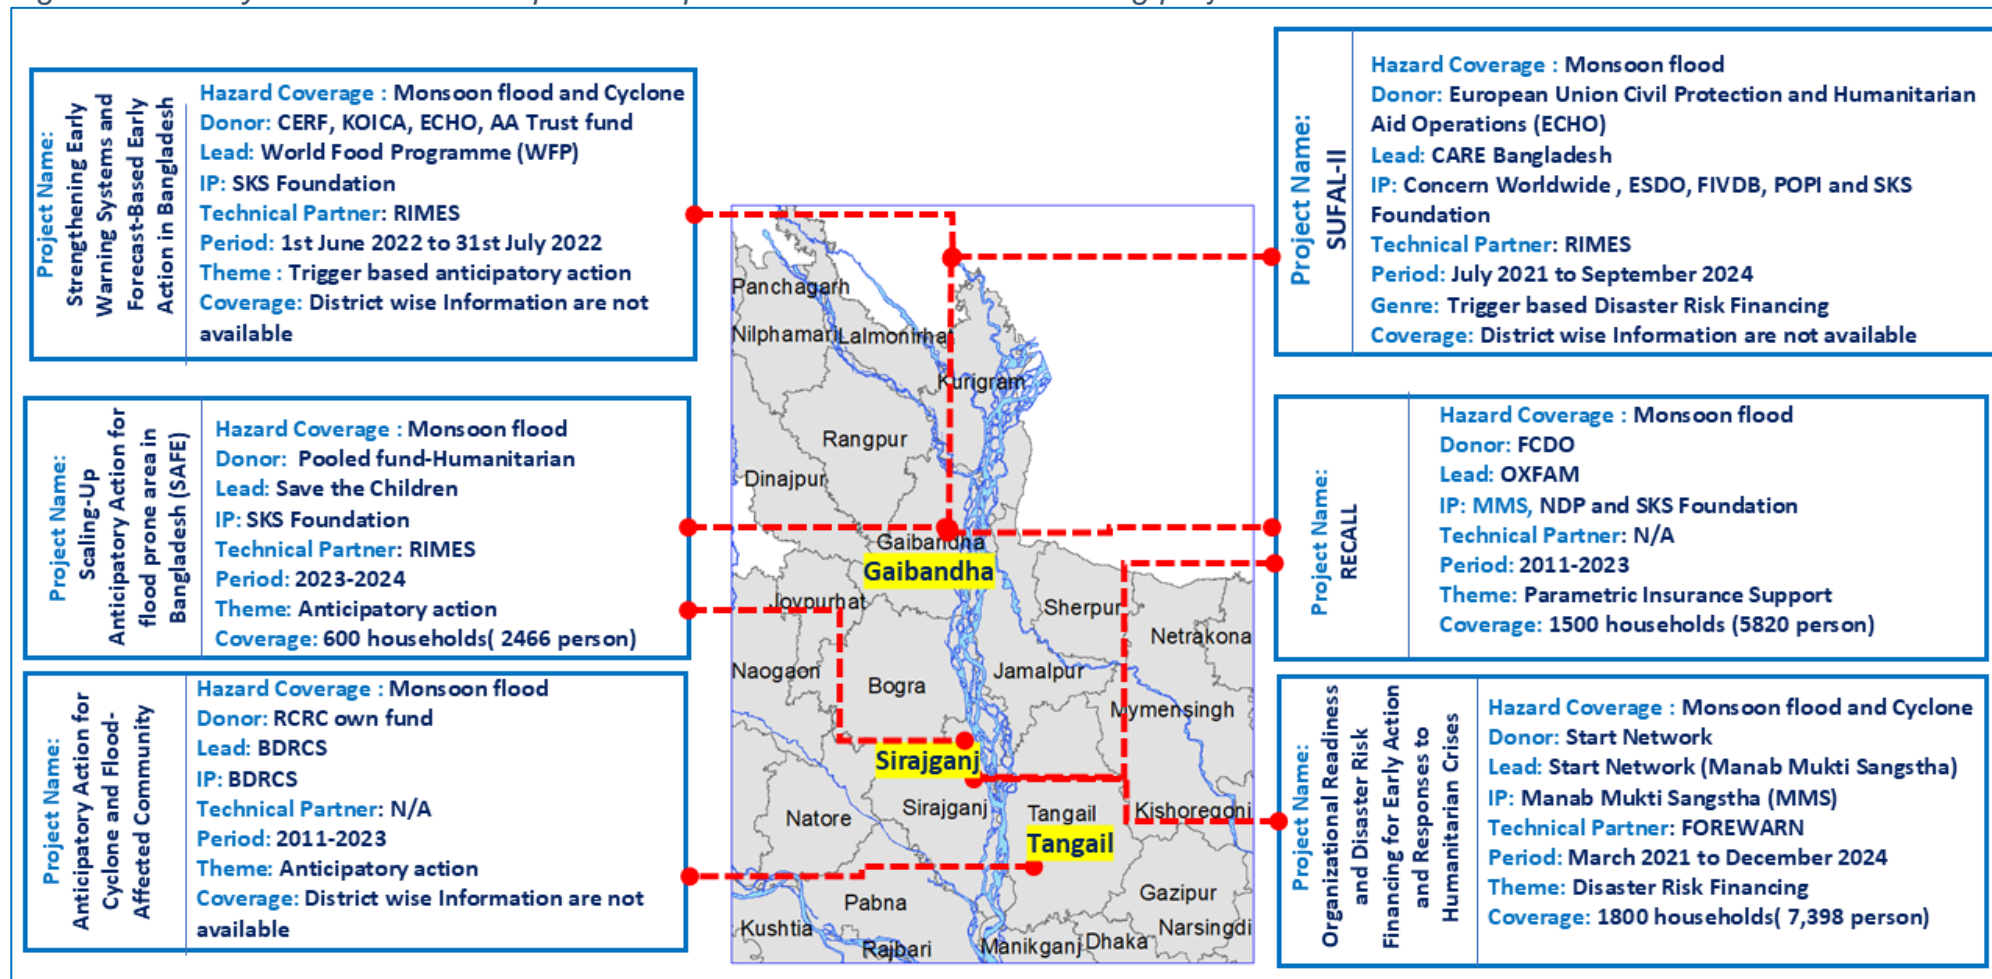 Project Name:
Strengthening Early
Warning Systems and
Forecast-Based Early
Action in Bangladesh
Hazard Coverage : Monsoon flood and Cyclone
Donor: CERF, KOICA, ECHO, AA Trust fund
Lead: World Food Programme (WFP)
IP: SKS Foundation
Technical Partner: RIMES
Period: 1st June 2022 to 31st July 2022
Theme : Trigger based anticipatory action
Coverage: District wise Information are not
available
Project Name:
Scaling-Up
Anticipatory Action for
flood prone area in
Bangladesh (SAFE)
Hazard Coverage : Monsoon flood
Donor: Pooled fund-Humanitarian
Lead: Save the Children
IP: SKS Foundation
Technical Partner: RIMES
Period: 2023-2024
Theme: Anticipatory action
Coverage: 600 households( 2466 person)
Project Name:
Anticipatory Action for
Cyclone and Flood-
Affected Community
Hazard Coverage : Monsoon flood
Donor: RCRC own fund
Lead: BDRCS
IP: BDRCS
Technical Partner: N/A
Period: 2011-2023
Theme: Anticipatory action
Coverage: District wise Information are not
available
Panchagarh
Nilphamari
Lalmonirhat
Kurigram
Rangpur
Dinajpur
Gaibandha
Gaibandha
Joypurhat
Sherpur
Netrakona
Naogaon
Bogra
Jamalpur
Mymensingh
Sirajganj
Sirajganj
Natore
Tangail
Kishoreganj
Tangail
Pabna
Gazipur
Kushtia
Rajbari
Manikganj
Dhaka
Narsingdi
Project Name:
SUFAL-II
Hazard Coverage : Monsoon flood
Donor: European Union Civil Protection and Humanitarian
Aid Operations (ECHO)
Lead: CARE Bangladesh
IP: Concern Worldwide , ESDO, FIVDB, POPI and SKS
Foundation
Technical Partner: RIMES
Period: July 2021 to September 2024
Genre: Trigger based Disaster Risk Financing
Coverage: District wise Information are not available
Project Name:
RECALL
Hazard Coverage : Monsoon flood
Donor: FCDO
Lead: OXFAM
IP: MMS, NDP and SKS Foundation
Technical Partner: N/A
Period: 2011-2023
Theme: Parametric Insurance Support
Coverage: 1500 households (5820 person)
Project Name:
Organizational Readiness
and Disaster Risk
Financing for Early Action
and Responses to
Humanitarian Crises
Hazard Coverage : Monsoon flood and Cyclone
Donor: Start Network
Lead: Start Network (Manab Mukti Sangstha)
IP: Manab Mukti Sangstha (MMS)
Technical Partner: FOREWARN
Period: March 2021 to December 2024
Theme: Disaster Risk Financing
Coverage: 1800 households( 7,398 person)